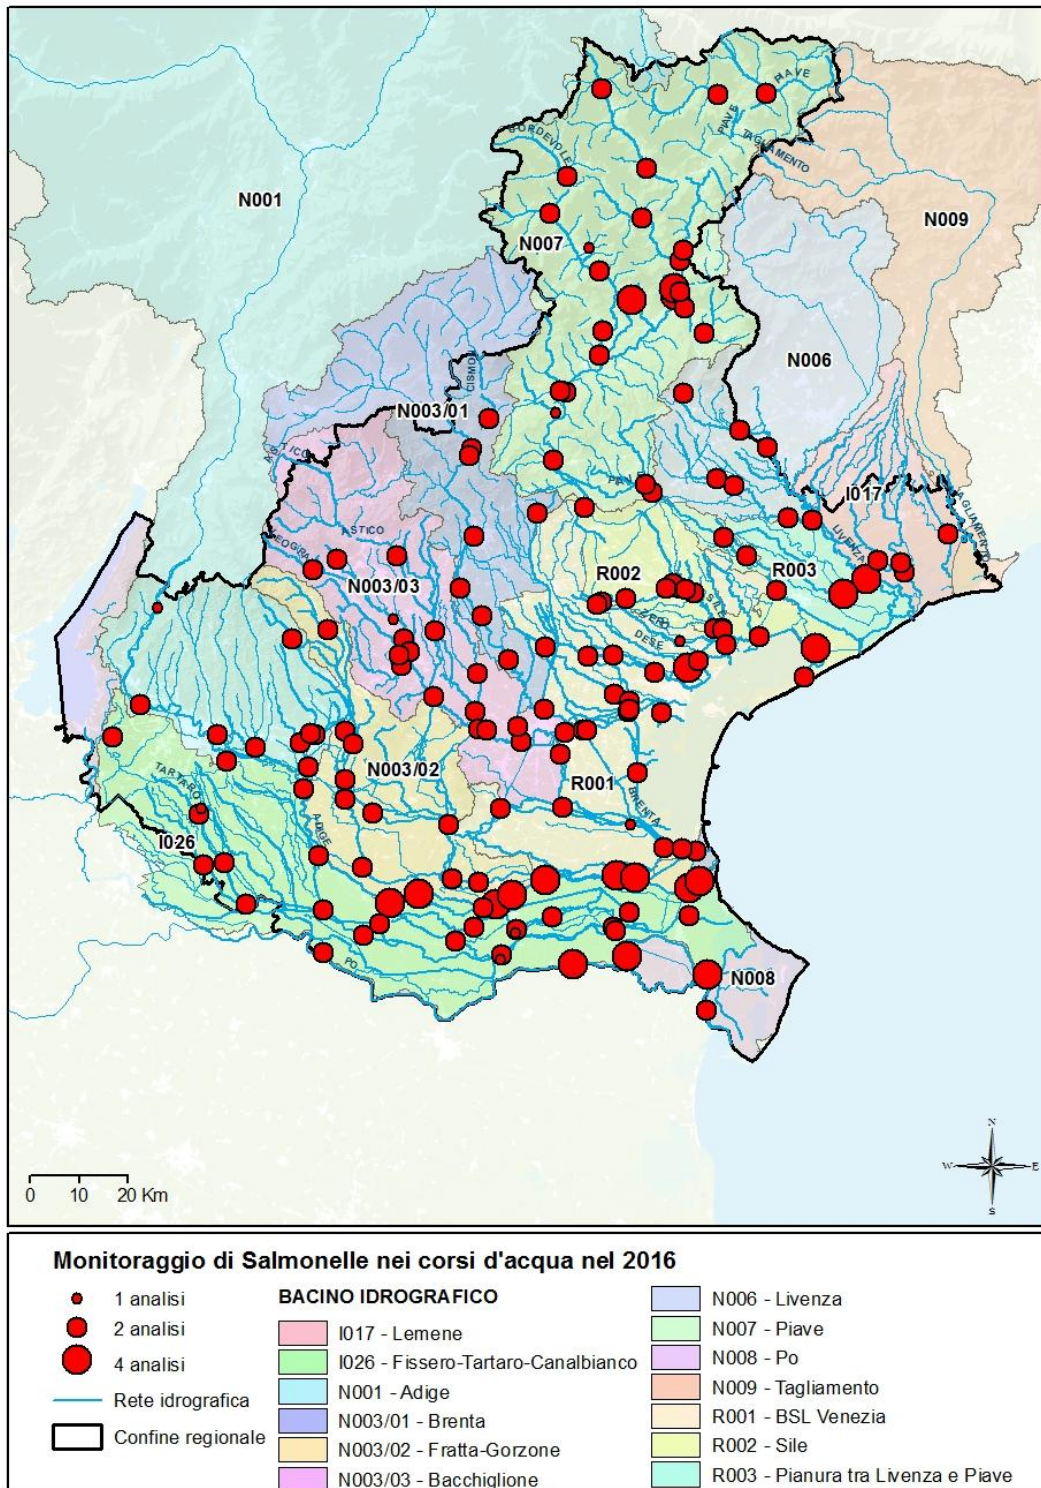 PIAVE
PIAVE
CORDEVOLE
TAGLIAMENTO
N001
N009
N007
N006
CISMON
N003/01
ASTICO
I017
TAGLIAMENTO
ASTICO
LIVENZA
LEOGRA
R003
R002
N003/03
SILE
ZERO
DESE
N003/02
TARTARO
R001
BRENTA
ADIGE
I026
PO
N008
N
W E
S
0 10 20 Km
Monitoraggio di Salmonelle nei corsi d'acqua nel 2016
1 analisi
2 analisi
4 analisi
Rete idrografica
Confine regionale
BACINO IDROGRAFICO
I017 - Lemene
I026 - Fissero-Tartaro-Canalbianco
N001 - Adige
N003/01 - Brenta
N003/02 - Fratta-Gorzone
N003/03 - Bacchiglione
N006 - Livenza
N007 - Piave
N008 - Po
N009 - Tagliamento
R001 - BSL Venezia
R002 - Sile
R003 - Pianura tra Livenza e Piave